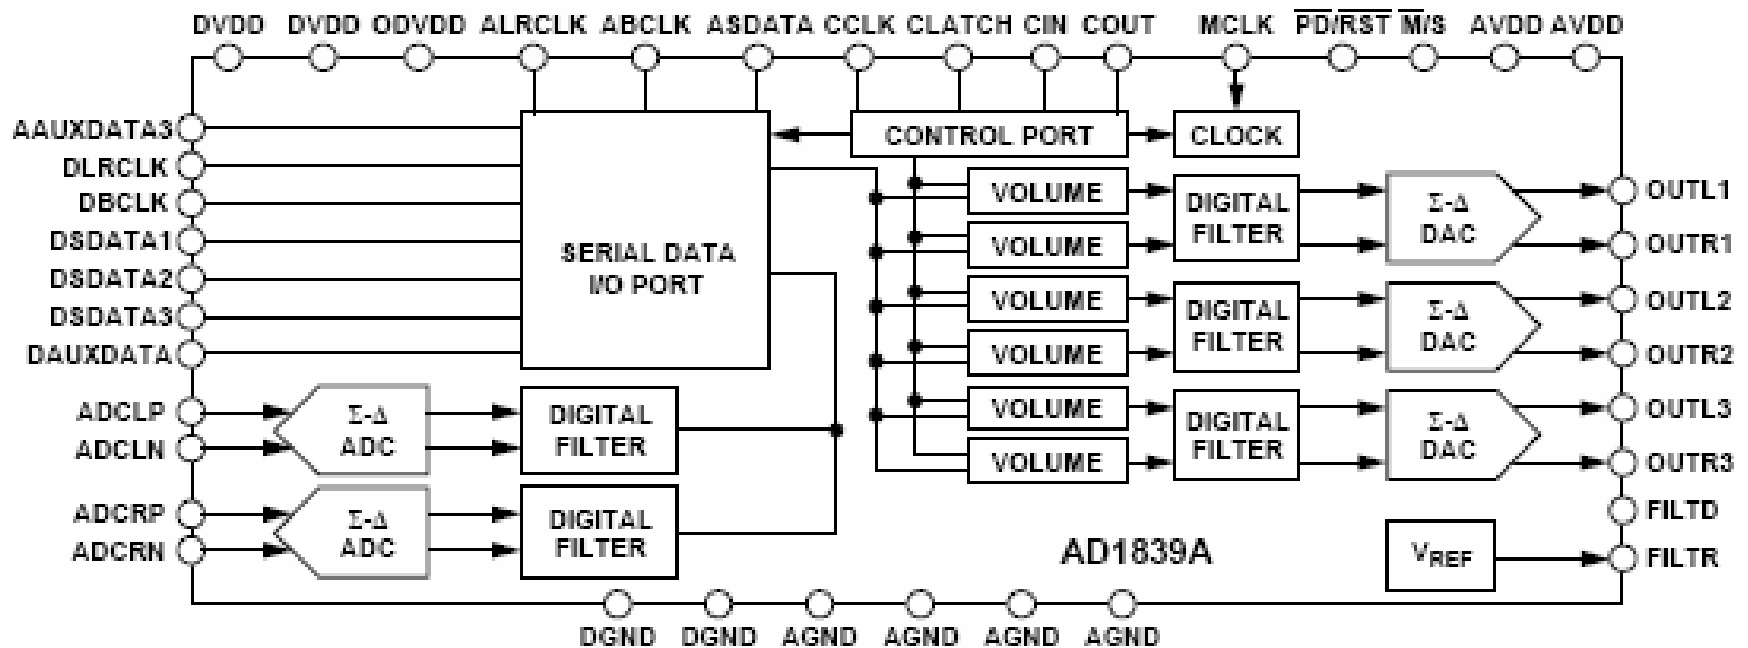 DVDD DVDD ODVDD ALRCLK ABCLK ASDATA CCLK CLATCH CIN COUT MCLK PD/RST M/S AVDD AVDD
AAUXDATA3
DLRCLK
DBCLK
DSDATA1
DSDATA2
DSDATA3
DAUXDATA
ADCLP
ADCLN
ADCRP
ADCRN
SERIAL DATA
I/O PORT
Σ-Δ
ADC
DIGITAL
FILTER
Σ-Δ
ADC
DIGITAL
FILTER
CONTROL PORT
CLOCK
VOLUME
VOLUME
VOLUME
VOLUME
VOLUME
VOLUME
DIGITAL
FILTER
DIGITAL
FILTER
DIGITAL
FILTER
Σ-Δ
DAC
Σ-Δ
DAC
Σ-Δ
DAC
OUTL1
OUTR1
OUTL2
OUTR2
OUTL3
OUTR3
FILTD
FILTR
AD1839A
VREF
DGND DGND AGND AGND AGND AGND